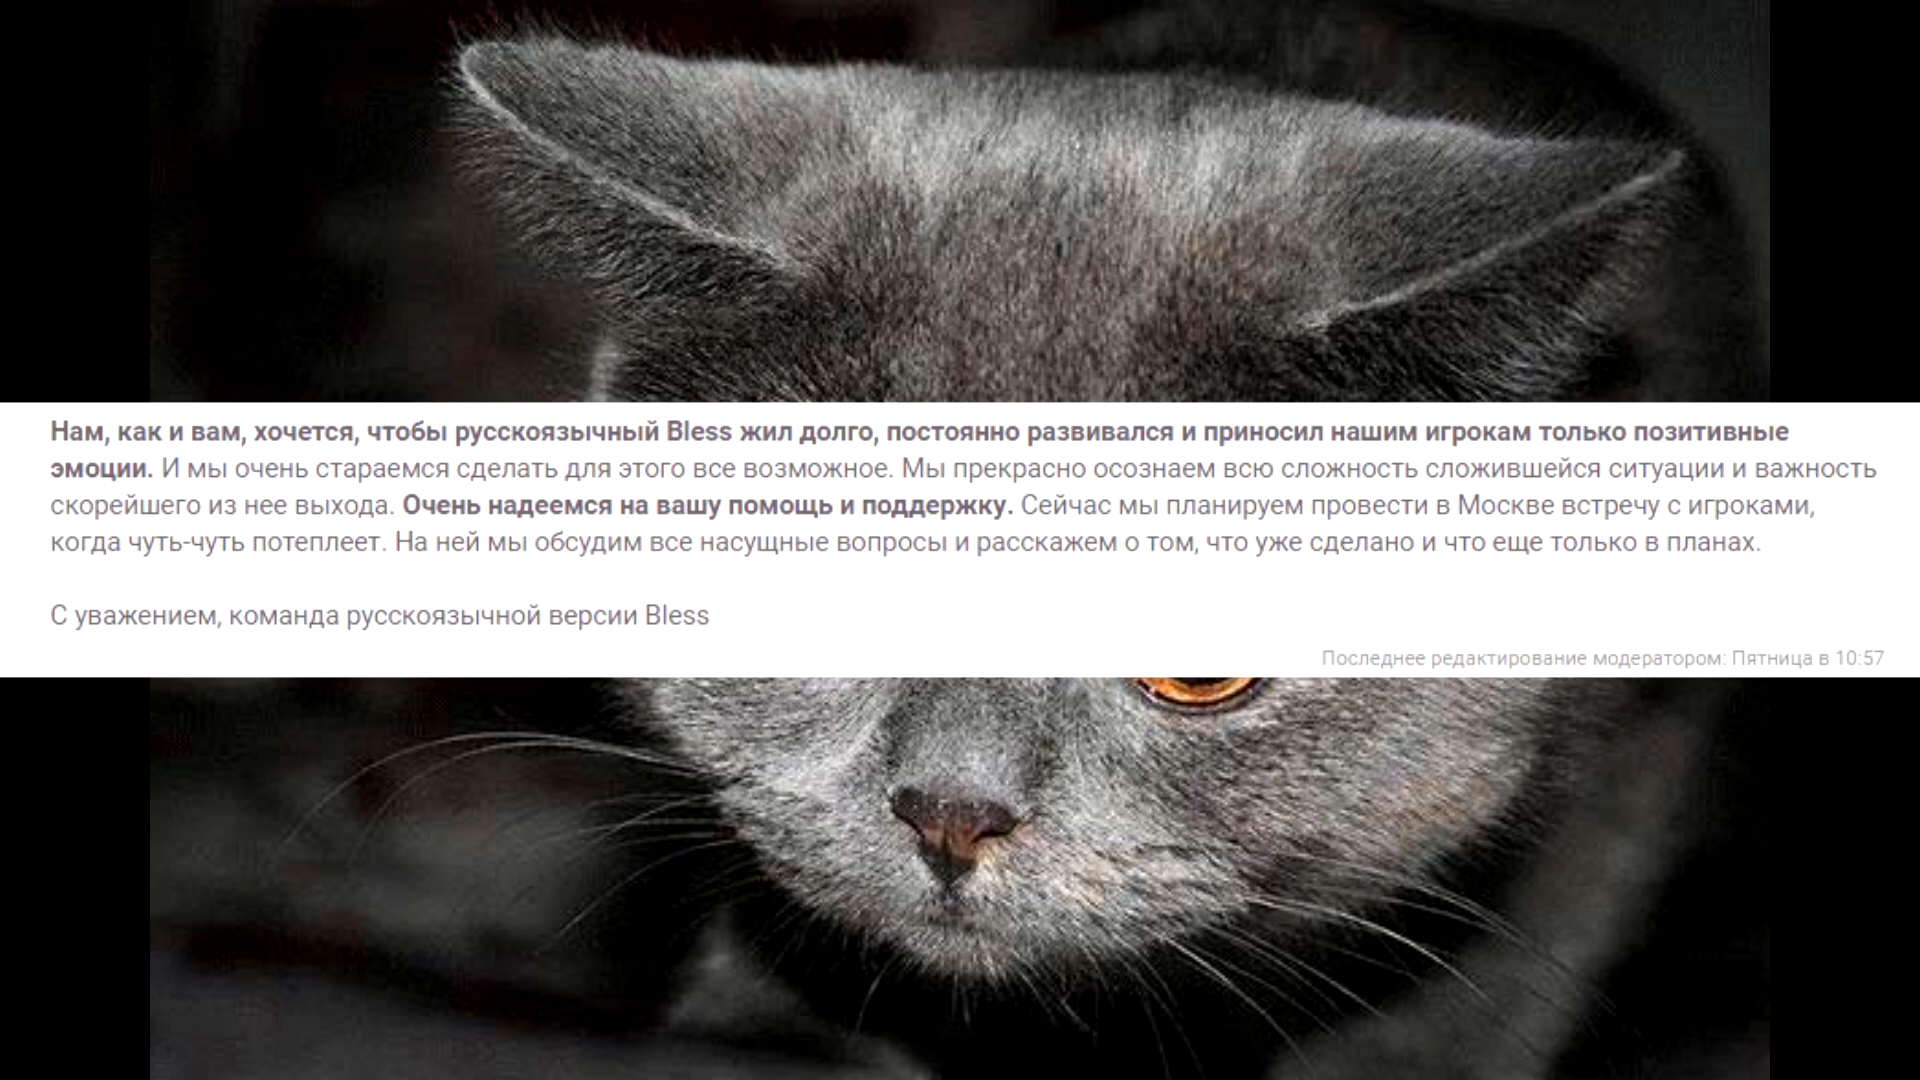 Нам, как и вам, хочется, чтобы русскоязычный Bless жил долго, постоянно развивался и приносил нашим игрокам только позитивные
эмоции. И мы очень стараемся сделать для этого все возможное. Мы прекрасно осознаем всю сложность сложившейся ситуации и важность
скорейшего из нее выхода. Очень надеемся на вашу помощь и поддержку. Сейчас мы планируем провести в Москве встречу с игроками,
когда чуть-чуть потеплеет. На ней мы обсудим все насущные вопросы и расскажем о том, что уже сделано и что еще только в планах.
С уважением, команда русскоязычной версии Bless
Последнее редактирование модератором: Пятница в 10:57